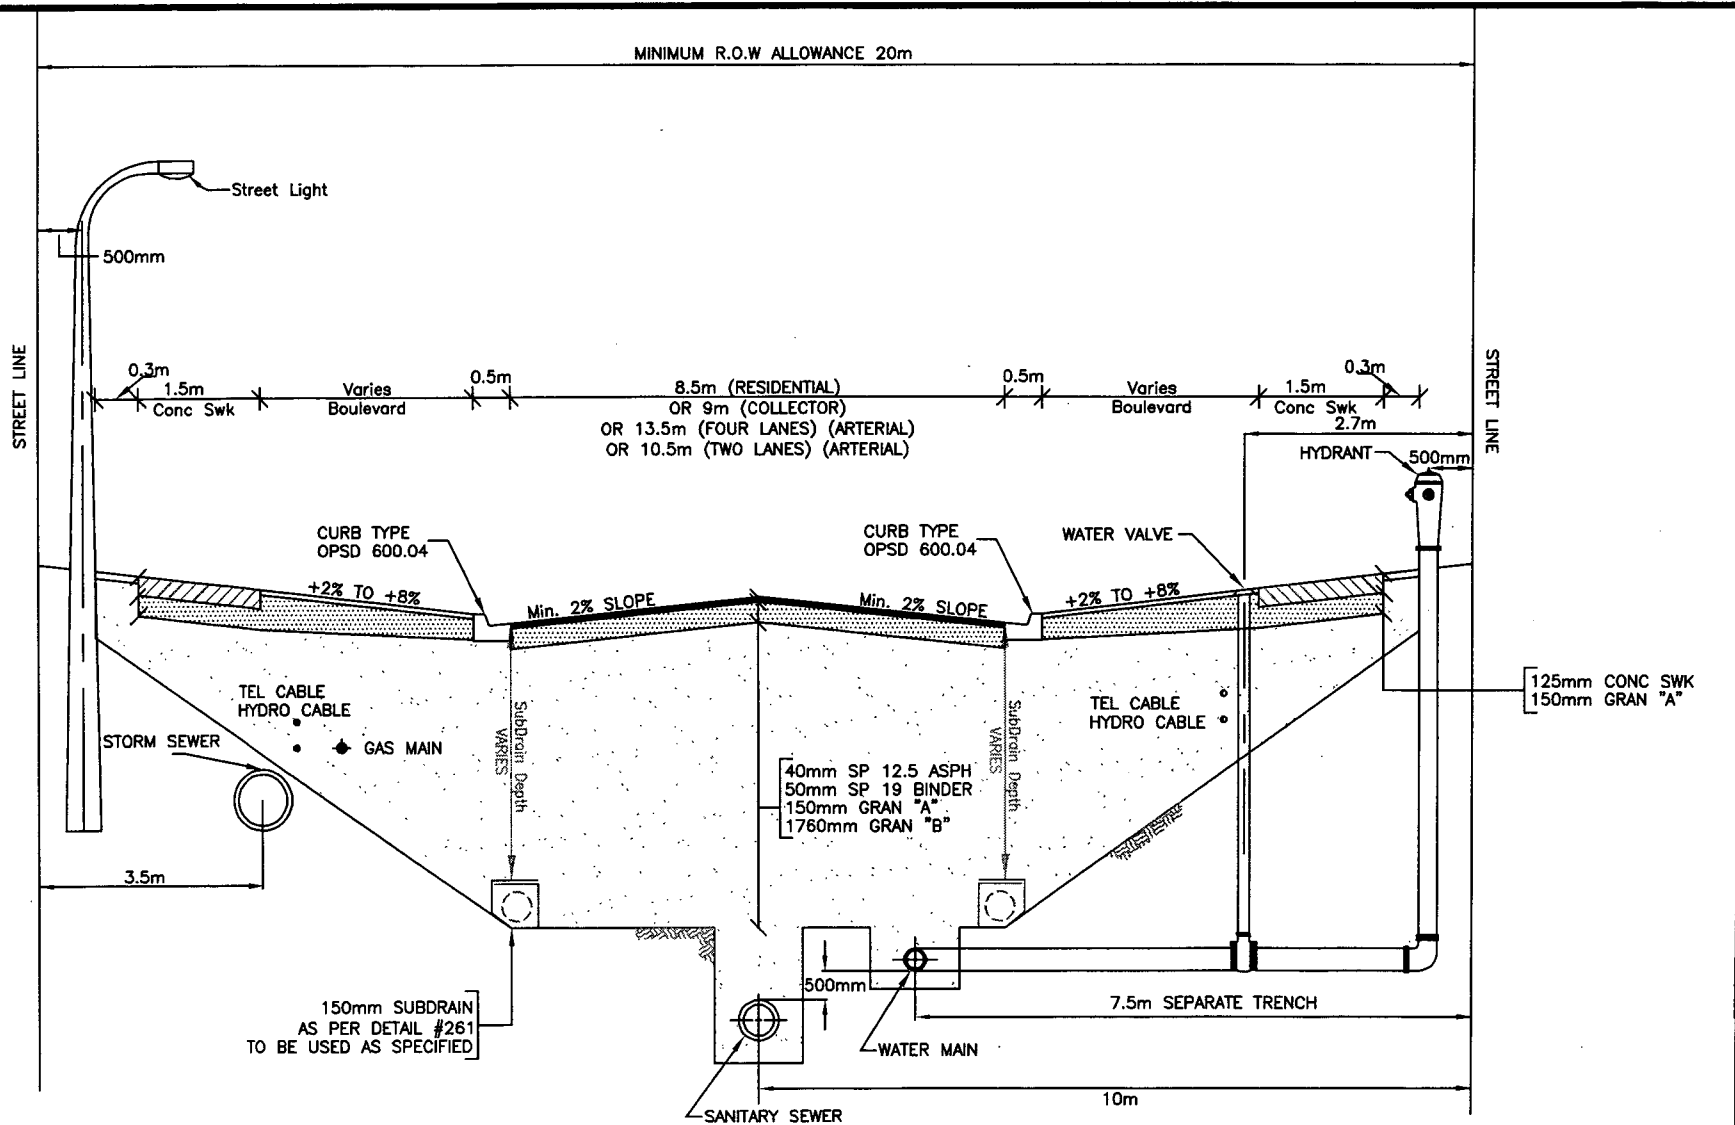 MINIMUM R.O.W ALLOWANCE 20m
Street Light
500mm
STREET LINE
STREET LINE
0.3m
1.5m
Conc Swk
Varies
Boulevard
0.5m
8.5m (RESIDENTIAL)
OR 9m (COLLECTOR)
OR 13.5m (FOUR LANES) (ARTERIAL)
OR 10.5m (TWO LANES) (ARTERIAL)
0.5m
Varies
Boulevard
1.5m
Conc Swk
0.3m
2.7m
HYDRANT
500mm
CURB TYPE
OPSD 600.04
CURB TYPE
OPSD 600.04
WATER VALVE
+2% TO +8%
Min. 2% SLOPE
Min. 2% SLOPE
+2% TO +8%
125mm CONC SWK
150mm GRAN "A"
TEL CABLE
HYDRO CABLE
GAS MAIN
STORM SEWER
SubDrain Depth
VARIES
40mm SP 12.5 ASPH
50mm SP 19 BINDER
150mm GRAN "A"
1760mm GRAN "B"
SubDrain Depth
VARIES
TEL CABLE
HYDRO CABLE
3.5m
500mm
150mm SUBDRAIN
AS PER DETAIL #261
TO BE USED AS SPECIFIED
7.5m SEPARATE TRENCH
WATER MAIN
10m
SANITARY SEWER